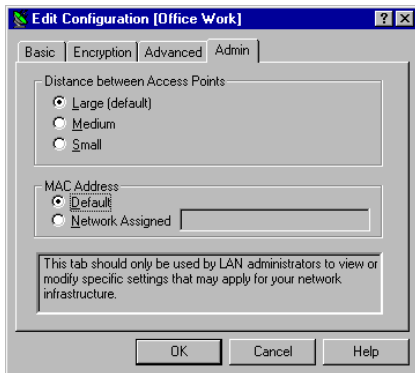 Edit Configuration [Office Work]
Basic Encryption Advanced Admin
Distance between Access Points
Large (default)
Medium
Small
MAC Address
Default
Network Assigned
This tab should only be used by LAN administrators to view or
modify specific settings that may apply for your network
infrastructure.
OK Cancel Help